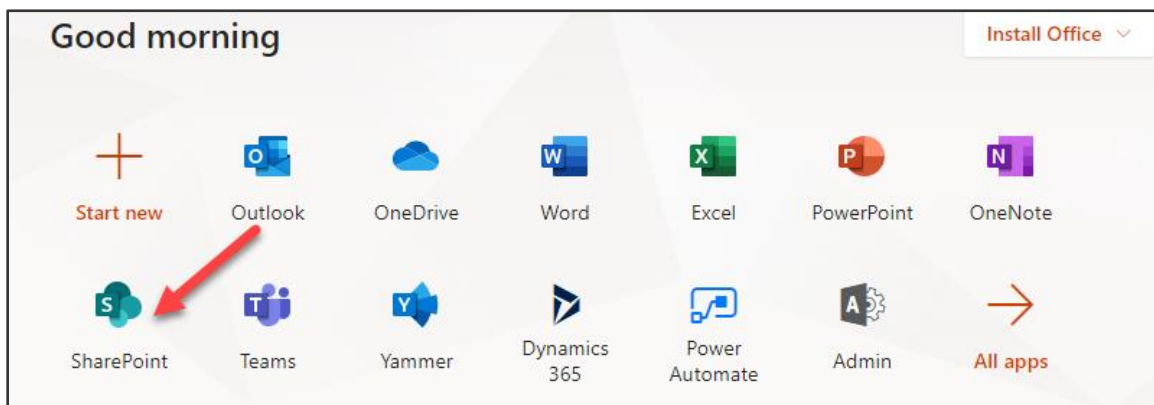 Good morning
Install Office
Start new
Outlook
OneDrive
Word
Excel
PowerPoint
OneNote
SharePoint
Teams
Yammer
Dynamics
365
Power
Automate
Admin
All apps
O
W
X
P
N
S
T
Y
A